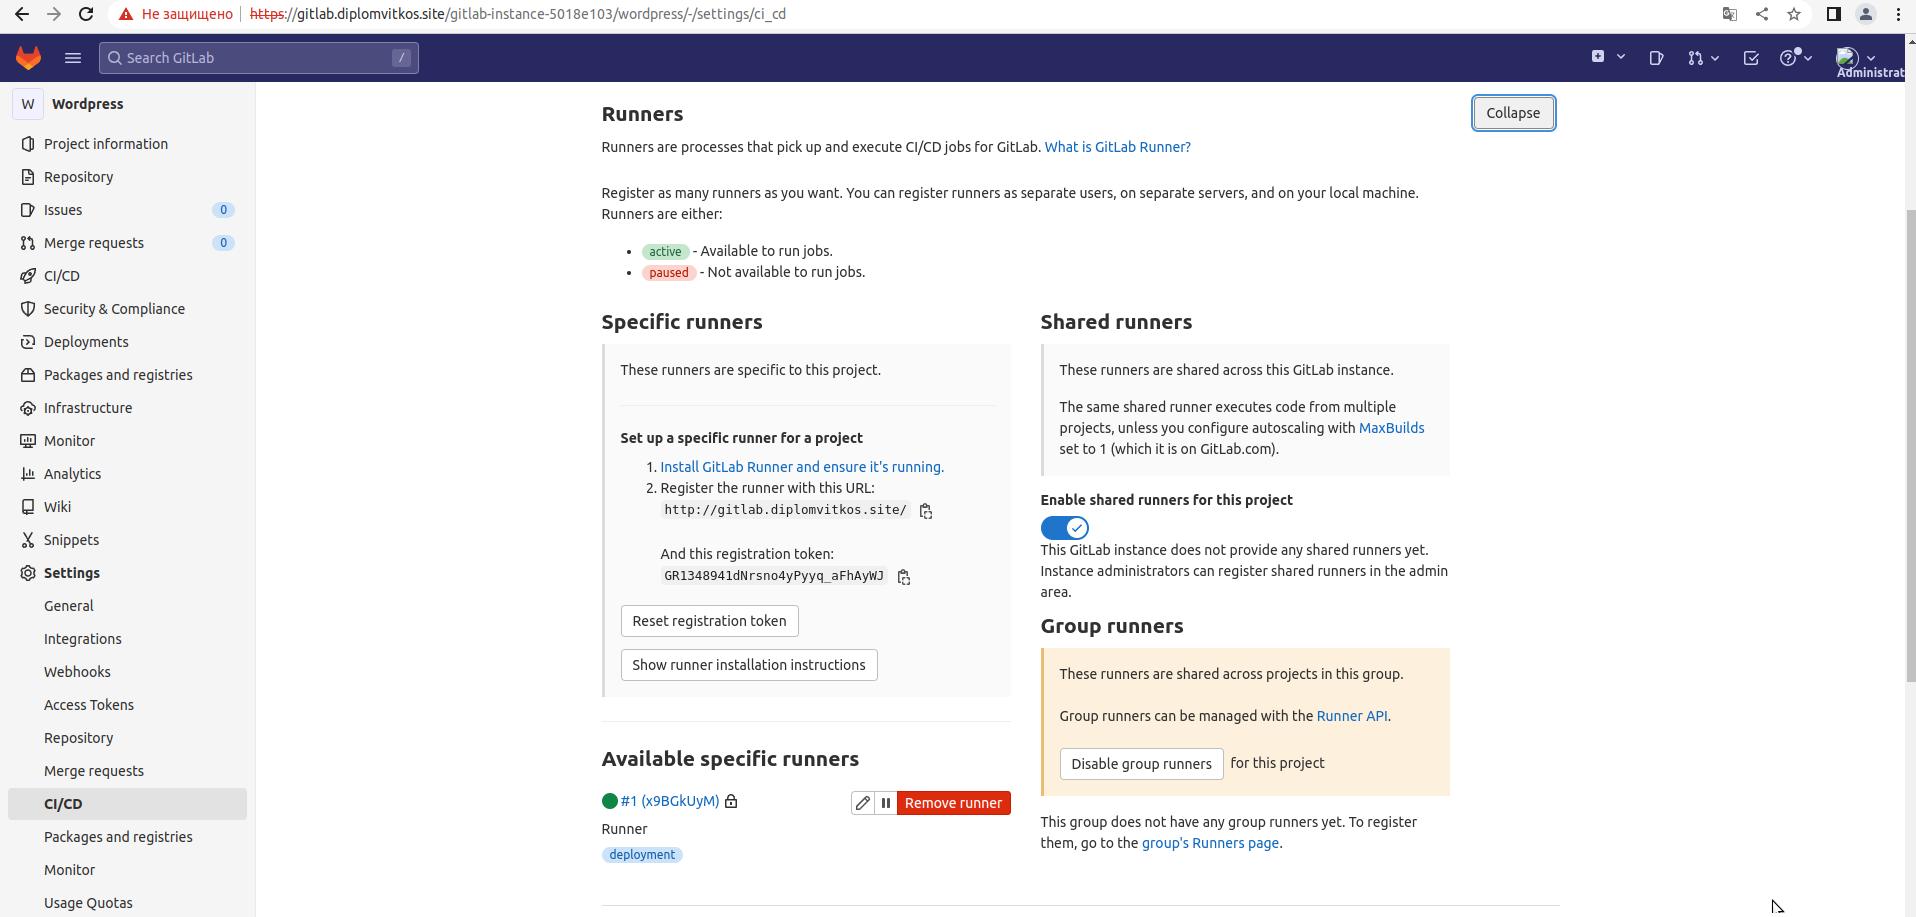 Не защищено https://gitlab.diplomvitkos.site/gitlab-instance-5018e103/wordpress/-/settings/ci_cd
Search GitLab /
Administrat
W Wordpress
Project information
Repository
Issues 0
Merge requests 0
CI/CD
Security & Compliance
Deployments
Packages and registries
Infrastructure
Monitor
Analytics
Wiki
Snippets
Settings
General
Integrations
Webhooks
Access Tokens
Repository
Merge requests
CI/CD
Packages and registries
Monitor
Usage Quotas
Runners
Collapse
Runners are processes that pick up and execute CI/CD jobs for GitLab. What is GitLab Runner?
Register as many runners as you want. You can register runners as separate users, on separate servers, and on your local machine.
Runners are either:
• active - Available to run jobs.
• paused - Not available to run jobs.
Specific runners
These runners are specific to this project.
Set up a specific runner for a project
1. Install GitLab Runner and ensure it's running.
2. Register the runner with this URL:
http://gitlab.diplomvitkos.site/
And this registration token:
GR1348941dNrsno4yPyyq_aFhAyWJ
Reset registration token
Show runner installation instructions
Available specific runners
#1 (x9BGkUyM)
Remove runner
Runner
deployment
Shared runners
These runners are shared across this GitLab instance.
The same shared runner executes code from multiple
projects, unless you configure autoscaling with MaxBuilds
set to 1 (which it is on GitLab.com).
Enable shared runners for this project
This GitLab instance does not provide any shared runners yet.
Instance administrators can register shared runners in the admin
area.
Group runners
These runners are shared across projects in this group.
Group runners can be managed with the Runner API.
Disable group runners for this project
This group does not have any group runners yet. To register
them, go to the group's Runners page.